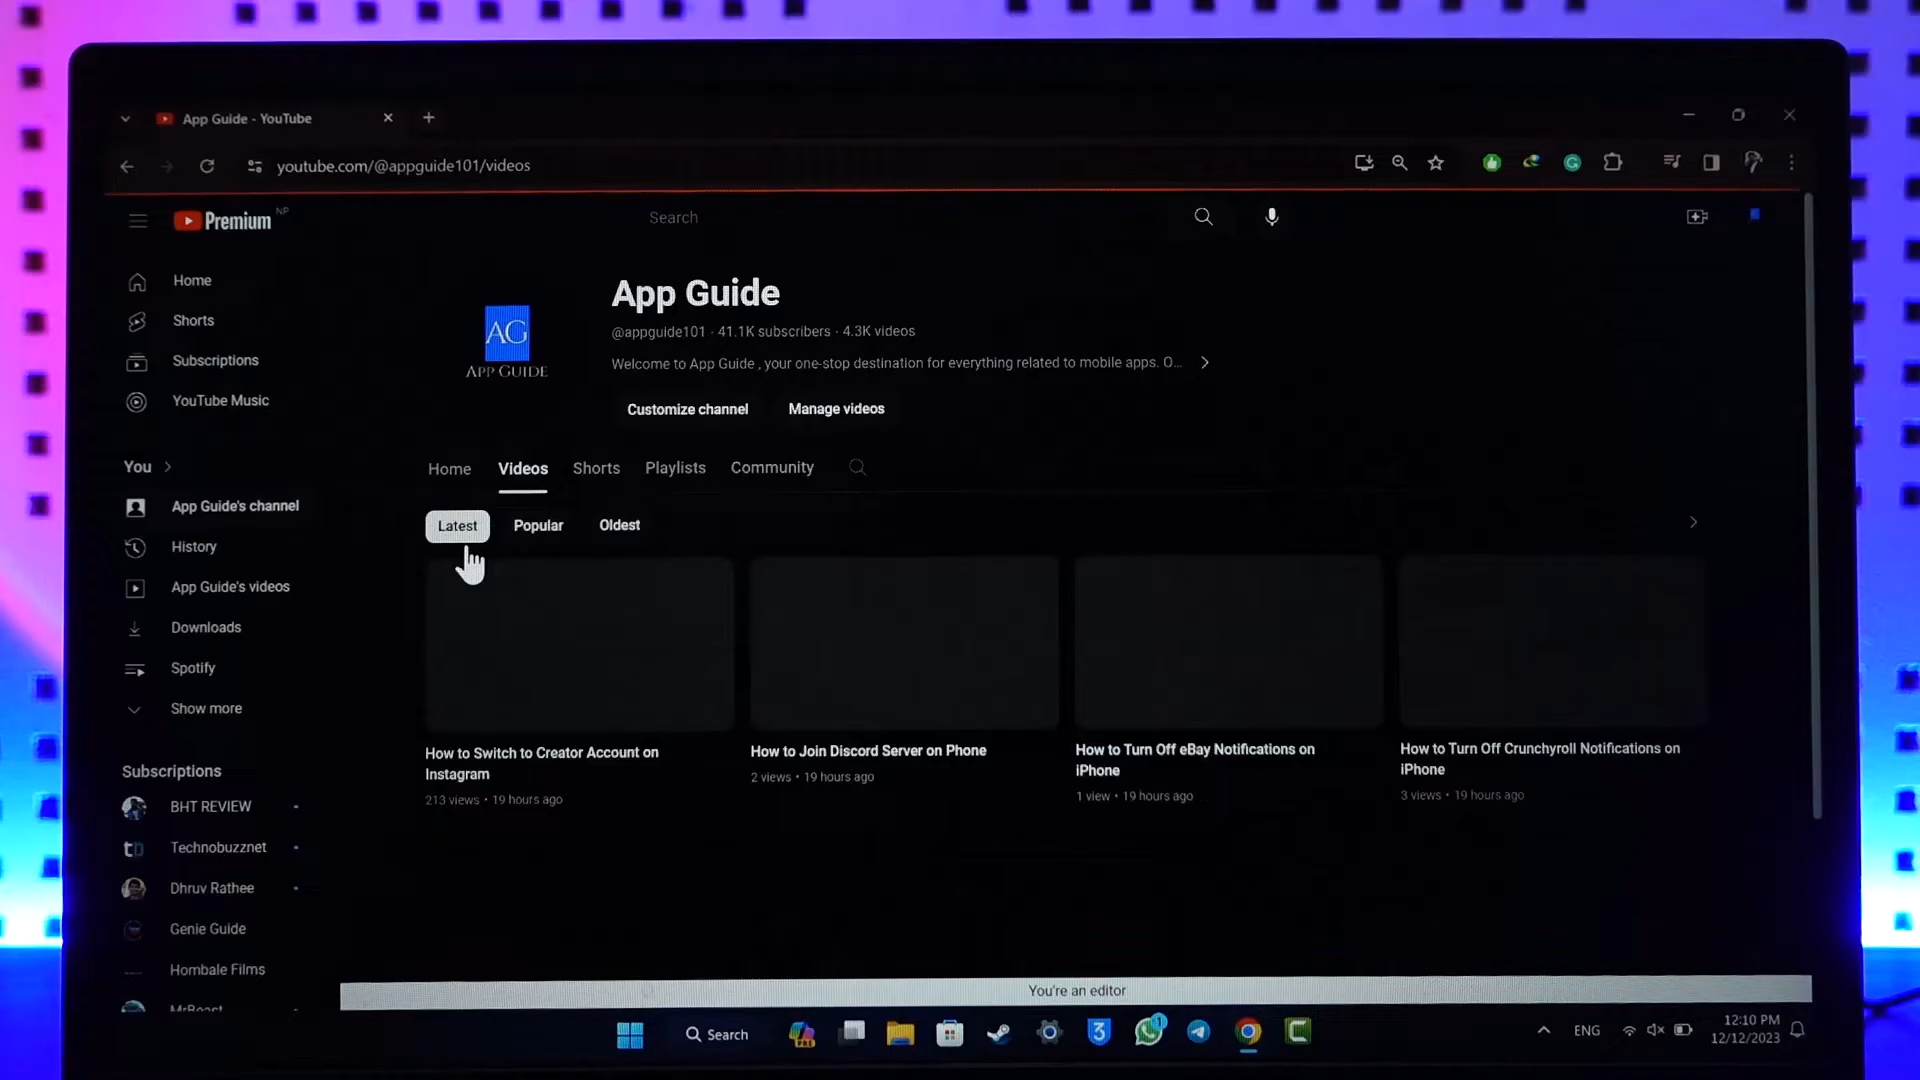 App Guide - YouTube
youtube.com/@appguide101/videos
Premium NP
Search
Home
Shorts
Subscriptions
YouTube Music
You
App Guide's channel
History
App Guide's videos
Downloads
Spotify
Show more
Subscriptions
BHT REVIEW
Technobuzznet
Dhruv Rathee
Genie Guide
Hombale Films
MrBeast
AG
APP GUIDE
App Guide
@appguide101 · 41.1K subscribers · 4.3K videos
Welcome to App Guide , your one-stop destination for everything related to mobile apps. O...
Customize channel
Manage videos
Home
Videos
Shorts
Playlists
Community
Latest
Popular
Oldest
How to Switch to Creator Account on
Instagram
213 views • 19 hours ago
How to Join Discord Server on Phone
2 views • 19 hours ago
How to Turn Off eBay Notifications on
iPhone
1 view • 19 hours ago
How to Turn Off Crunchyroll Notifications on
iPhone
3 views • 19 hours ago
You're an editor
Search
PRE
3
1
ENG
12:10 PM
12/12/2023